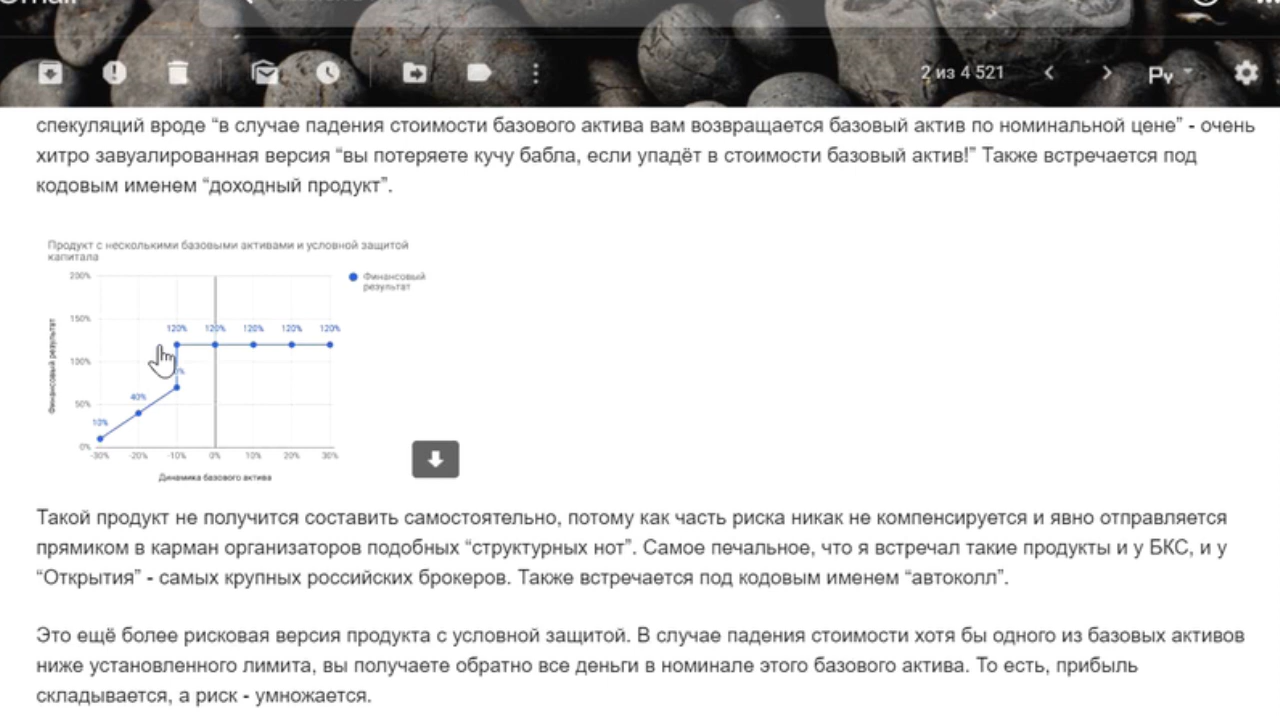 2 из 4 521
Ру
спекуляций вроде “в случае падения стоимости базового актива вам возвращается базовый актив по номинальной цене” - очень
хитро завуалированная версия “вы потеряете кучу бабла, если упадёт в стоимости базовый актив!” Также встречается под
кодовым именем “доходный продукт”.
Продукт с несколькими базовыми активами и условной защитой
капитала
Финансовый
результат
Финансовый результат
200%
150%
100%
50%
0%
120% 120% 120% 120% 120%
40%
10%
-30% -20% -10% 0% 10% 20% 30%
Динамика базового актива
Такой продукт не получится составить самостоятельно, потому как часть риска никак не компенсируется и явно отправляется
прямиком в карман организаторов подобных “структурных нот”. Самое печальное, что я встречал такие продукты и у БКС, и у
“Открытия” - самых крупных российских брокеров. Также встречается под кодовым именем “автоколл”.
Это ещё более рисковая версия продукта с условной защитой. В случае падения стоимости хотя бы одного из базовых активов
ниже установленного лимита, вы получаете обратно все деньги в номинале этого базового актива. То есть, прибыль
складывается, а риск - умножается.